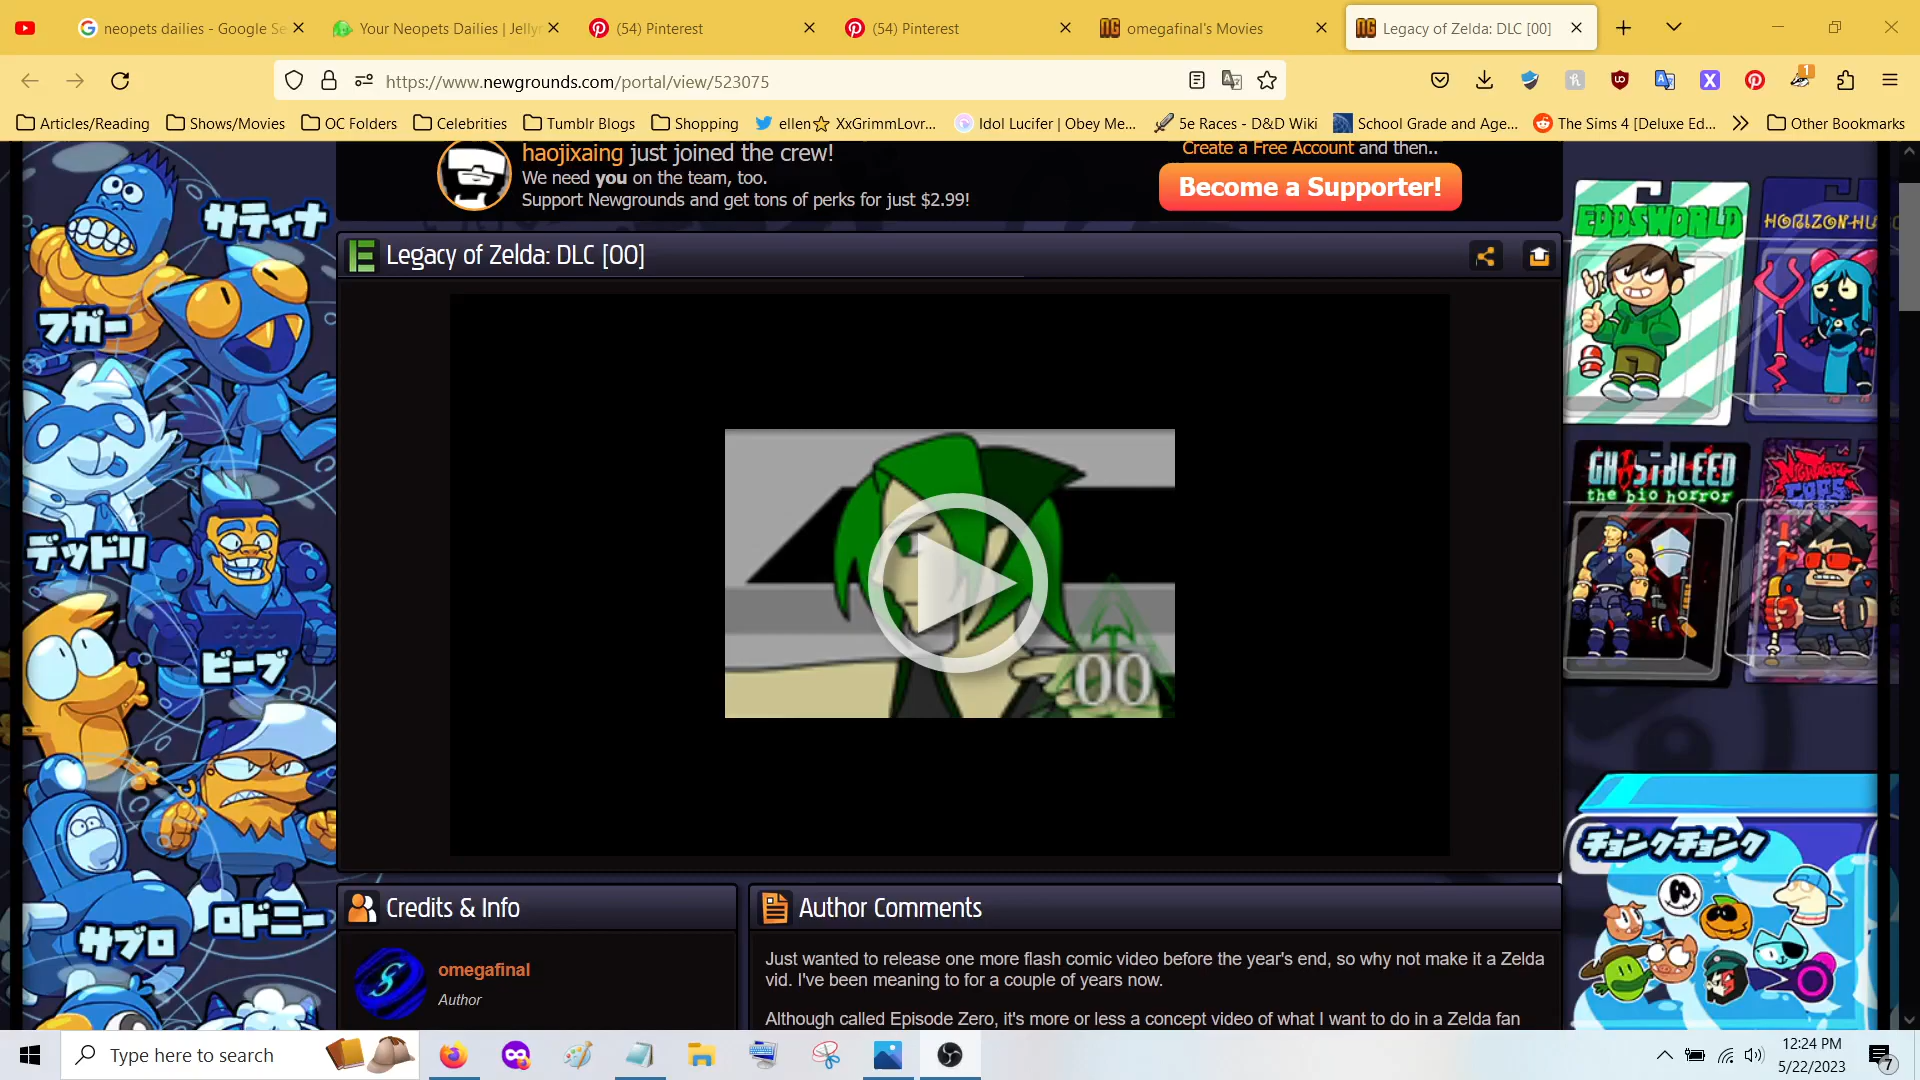 neopets dailies - Google Se
Your Neopets Dailies | Jellyn
(54) Pinterest
(54) Pinterest
omegafinal's Movies
Legacy of Zelda: DLC [00]
https://www.newgrounds.com/portal/view/523075
1
Articles/Reading
Shows/Movies
OC Folders
Celebrities
Tumblr Blogs
Shopping
ellen⭐ XxGrimmLovr...
Idol Lucifer | Obey Me...
5e Races - D&D Wiki
School Grade and Age...
The Sims 4 [Deluxe Ed...
Other Bookmarks
haojixaing just joined the crew!
We need you on the team, too.
Support Newgrounds and get tons of perks for just $2.99!
Create a Free Account and then..
Become a Supporter!
Legacy of Zelda: DLC [00]
サティナ
フガー
テッドリ
ビーブ
サブロ
ロドニー
EDDSWORLD
HORIZON-HU
GHOSTBLEED
the bio horror
NIGHTMARE
COPS
チョンクチョンク
00
Credits & Info
omegafinal
Author
Author Comments
Just wanted to release one more flash comic video before the year's end, so why not make it a Zelda
vid. I've been meaning to for a couple of years now.
Although called Episode Zero, it's more or less a concept video of what I want to do in a Zelda fan
Type here to search
12:24 PM
5/22/2023
7